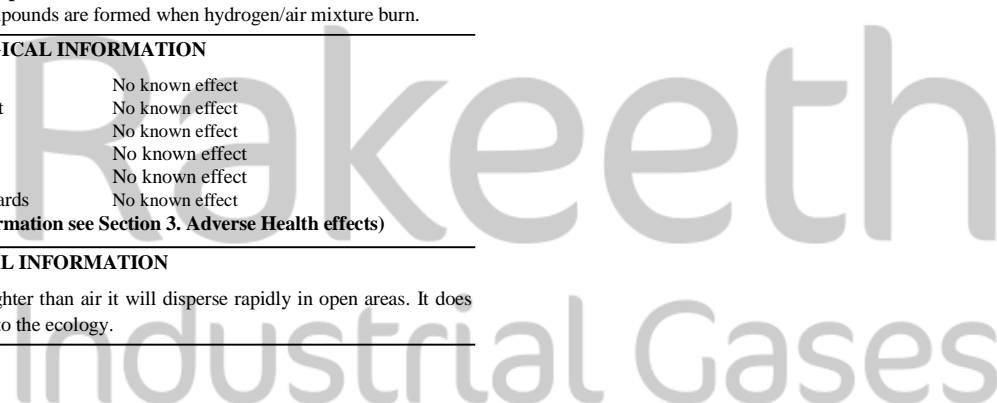 pounds are formed when hydrogen/air mixture burn.
GICAL INFORMATION
No known effect
t No known effect
No known effect
No known effect
No known effect
ards No known effect
rmation see Section 3. Adverse Health effects)
L INFORMATION
ghter than air it will disperse rapidly in open areas. It does
to the ecology.
Rakeeth
Industrial Gases